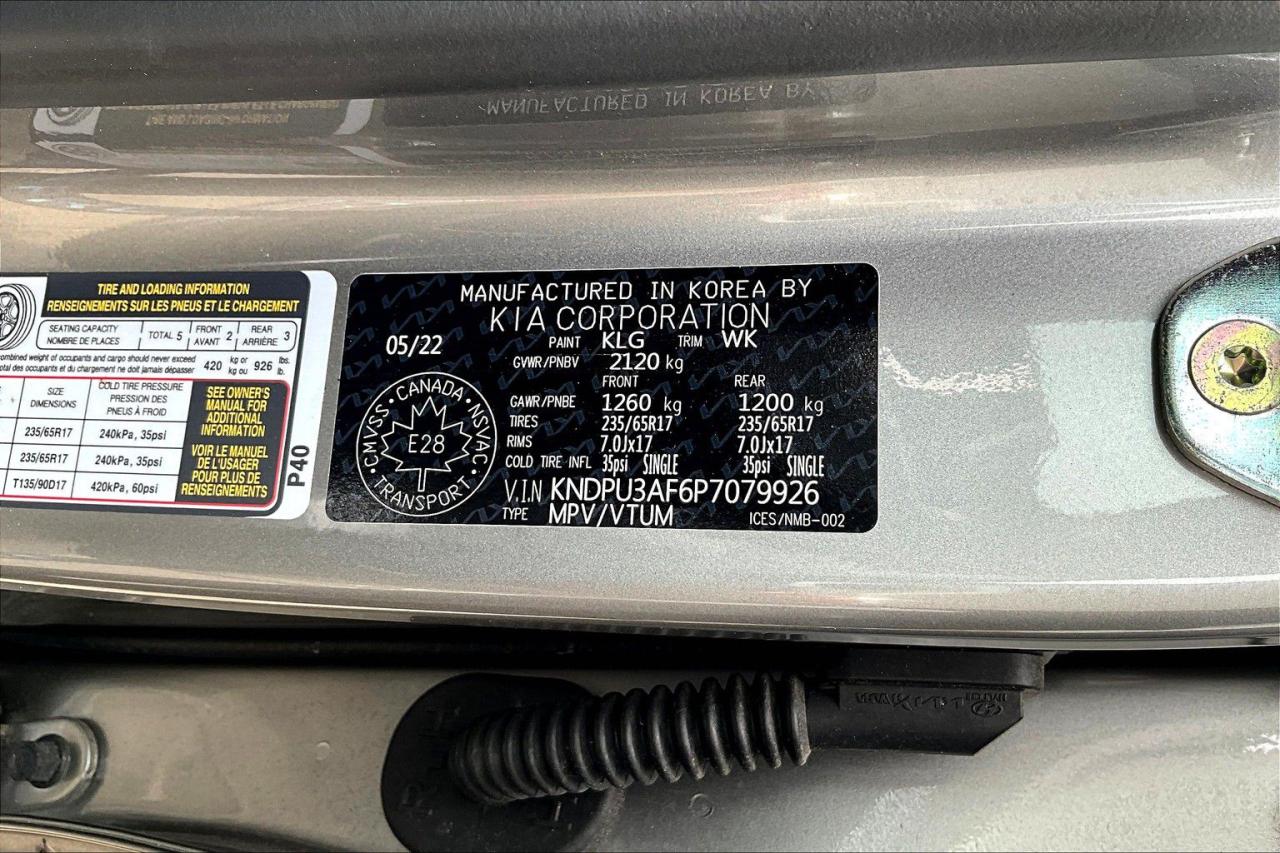 MANUFACTURED IN KOREA BY
TIRE AND LOADING INFORMATION
RENSEIGNEMENTS SUR LES PNEUS ET LE CHARGEMENT
SEATING CAPACITY
NOMBRE DE PLACES
TOTAL 5
FRONT
AVANT 2
REAR
ARRIÈRE 3
combined weight of occupants and cargo should never exceed
total des occupants et du chargement ne doit jamais dépasser
420 kg or 926 lbs.
kg ou lb.
SIZE
DIMENSIONS
COLD TIRE PRESSURE
PRESSION DES
PNEUS À FROID
235/65R17 240kPa, 35psi
235/65R17 240kPa, 35psi
T135/90D17 420kPa, 60psi
SEE OWNER'S
MANUAL FOR
ADDITIONAL
INFORMATION
VOIR LE MANUEL
DE L'USAGER
POUR PLUS DE
RENSEIGNEMENTS
P40
MANUFACTURED IN KOREA BY
KIA CORPORATION
05/22
PAINT KLG TRIM WK
GVWR/PNBV 2120 kg
FRONT REAR
GAWR/PNBE 1260 kg 1200 kg
TIRES 235/65R17 235/65R17
RIMS 7.0Jx17 7.0Jx17
COLD TIRE INFL 35psi SINGLE 35psi SINGLE
V.I.N KNDPU3AF6P7079926
TYPE MPV/VTUM ICES/NMB-002
CANADA · NSVAC · TRANSPORT · CMVSS
E28